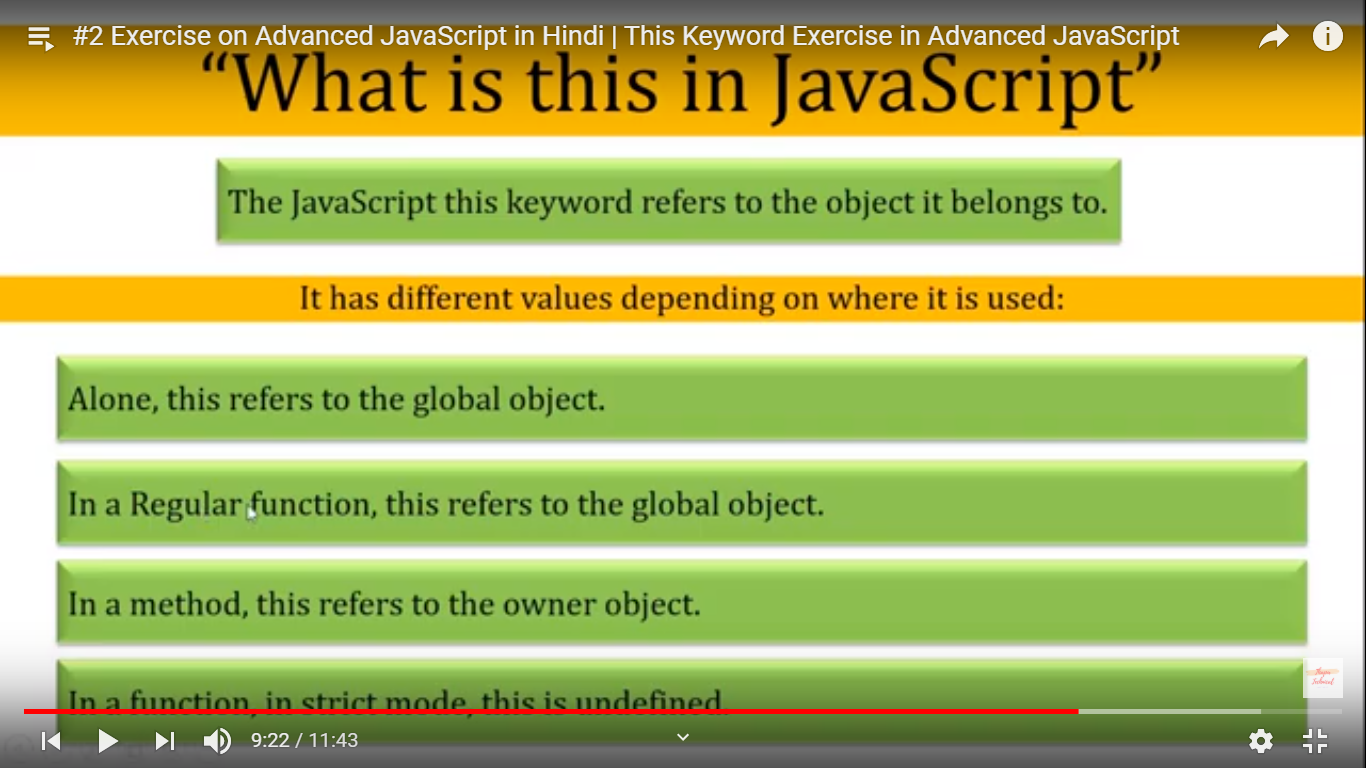 #2 Exercise on Advanced JavaScript in Hindi | This Keyword Exercise in Advanced JavaScript
“What is this in JavaScript”
The JavaScript this keyword refers to the object it belongs to.
It has different values depending on where it is used:
Alone, this refers to the global object.
In a Regular function, this refers to the global object.
In a method, this refers to the owner object.
In a function, in strict mode, this is undefined.
9:22 / 11:43